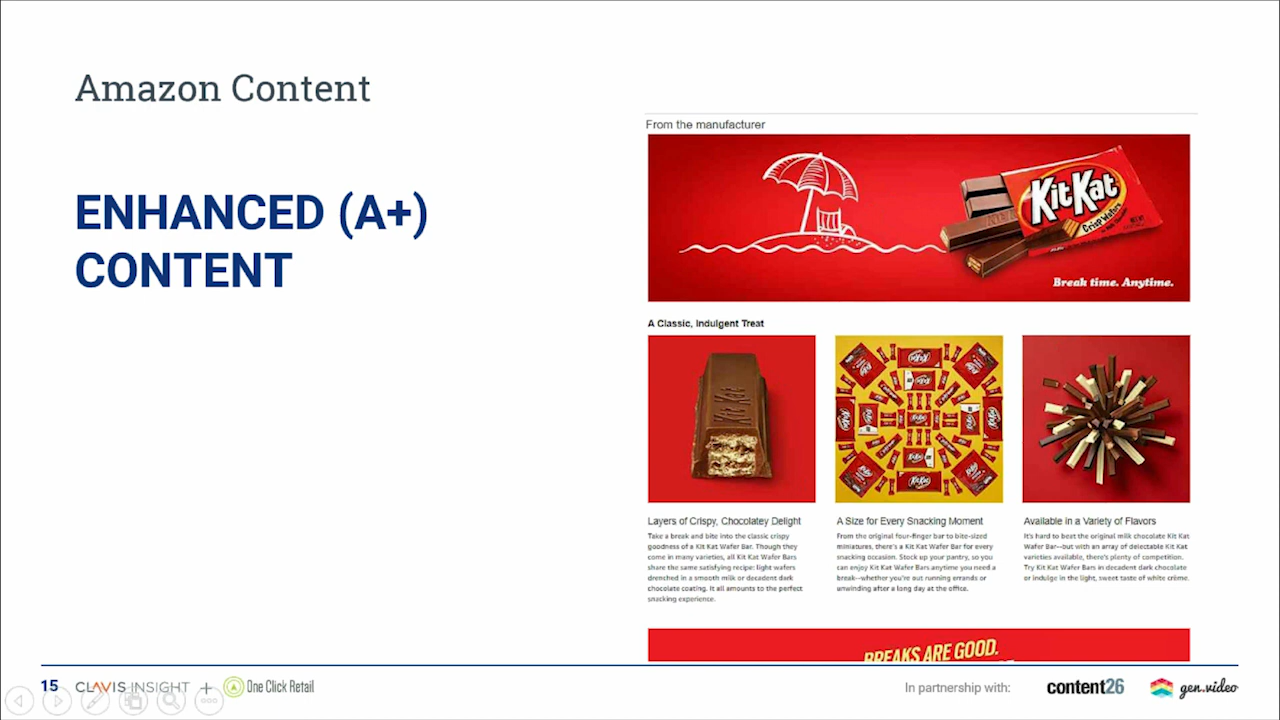 Amazon Content
ENHANCED (A+)
CONTENT
From the manufacturer
KitKat
Crisp Wafers
Break time. Anytime.
A Classic, Indulgent Treat
Kit Kat
Layers of Crispy, Chocolatey Delight
Take a break and bite into the classic crispy
goodness of a Kit Kat Wafer Bar. Though they
come in many varieties, all Kit Kat Wafer Bars
share the same satisfying recipe: light wafers
drenched in a smooth milk or decadent dark
chocolate coating. It all amounts to the perfect
snacking experience.
A Size for Every Snacking Moment
From the original four-finger bar to bite-sized
miniatures, there's a Kit Kat Wafer Bar for every
snacking occasion. Stock up your pantry, so you
can enjoy Kit Kat Wafer Bars anytime you need a
break--whether you're out running errands or
unwinding after a long day at the office.
Available in a Variety of Flavors
It's hard to beat the original milk chocolate Kit Kat
Wafer Bar--but with an array of delectable Kit Kat
varieties available, there's plenty of competition.
Try Kit Kat Wafer Bars in decadent dark chocolate
or indulge in the light, sweet taste of white crème.
BREAKS ARE GOOD.
15 CLAVIS INSIGHT + One Click Retail
In partnership with: content26 gen.video